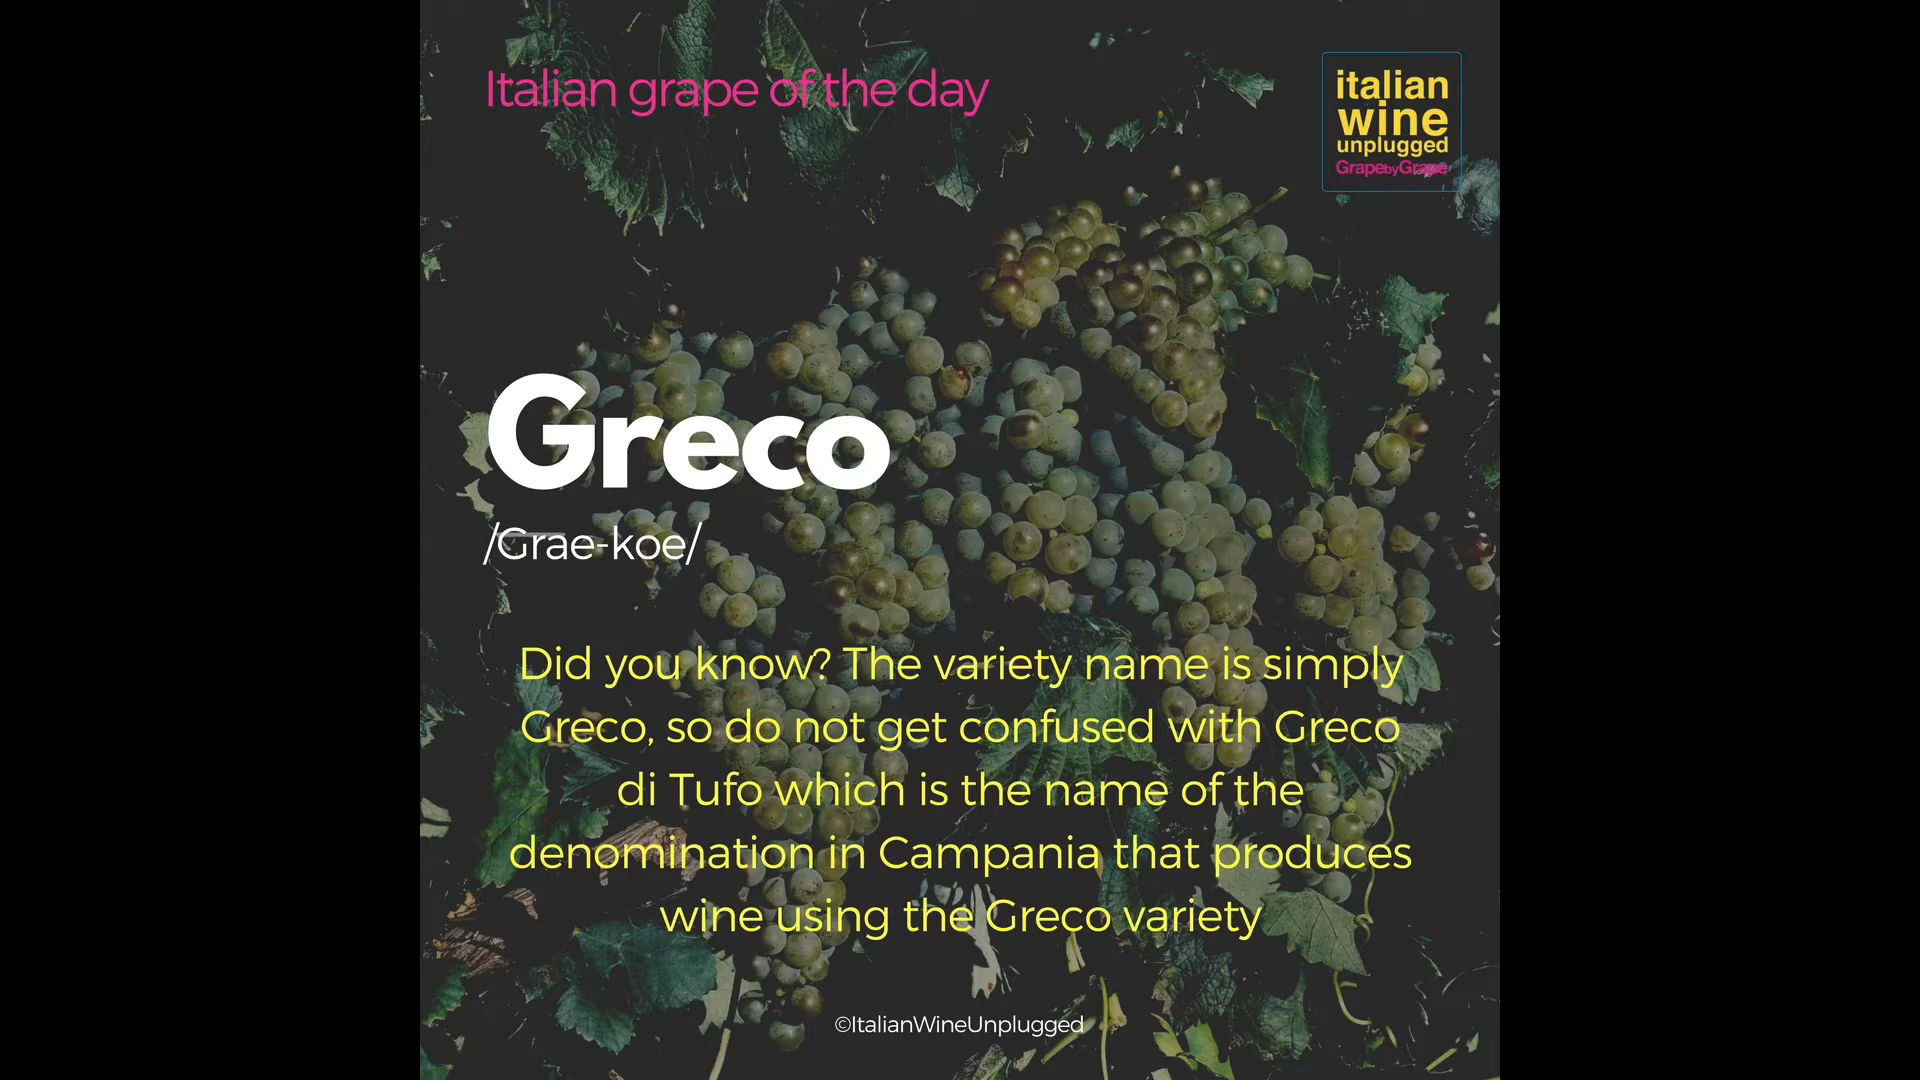 Italian grape of the day
italian
wine
unplugged
GrapebyGrape
Greco
/Grae-koe/
Did you know? The variety name is simply
Greco, so do not get confused with Greco
di Tufo which is the name of the
denomination in Campania that produces
wine using the Greco variety
©ItalianWineUnplugged